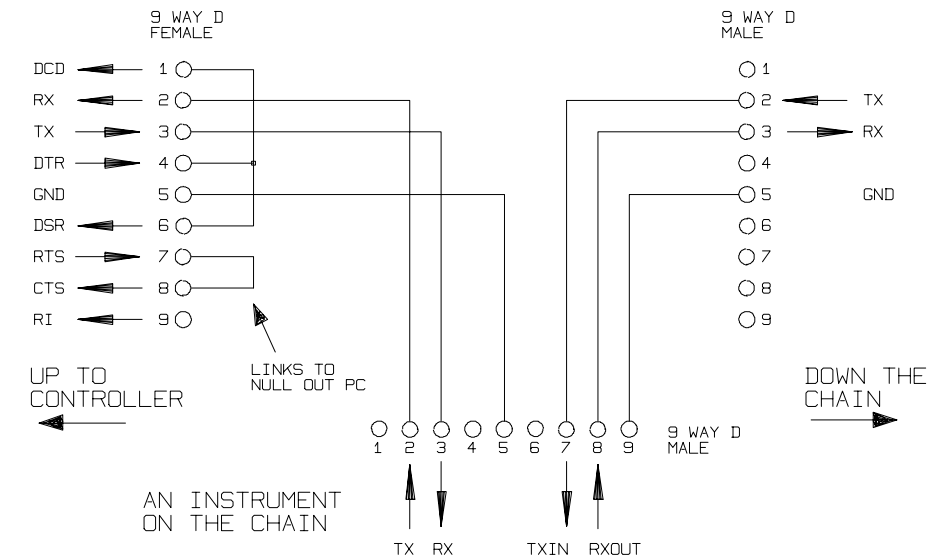 9 WAY D
FEMALE
9 WAY D
MALE
DCD 1
RX 2
TX 3
DTR 4
GND 5
DSR 6
RTS 7
CTS 8
RI 9
1
2 TX
3 RX
4
5 GND
6
7
8
9
LINKS TO
NULL OUT PC
UP TO
CONTROLLER
DOWN THE
CHAIN
1 2 3 4 5 6 7 8 9
9 WAY D
MALE
AN INSTRUMENT
ON THE CHAIN
TX RX TXIN RXOUT